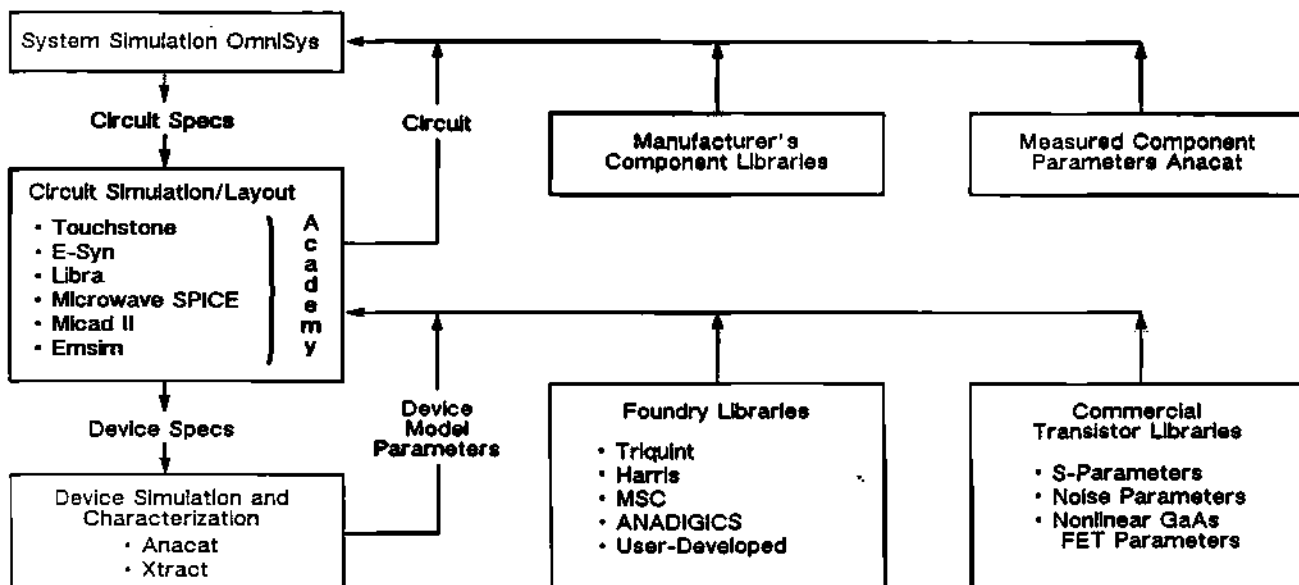 System Simulation OmniSys
Circuit Specs
Circuit
Manufacturer's
Component Libraries
Measured Component
Parameters Anacat
Circuit Simulation/Layout
• Touchstone
• E-Syn
• Libra
• Microwave SPICE
• Micad II
• Emsim
Academy
Device Specs
Device
Model
Parameters
Foundry Libraries
• Triquint
• Harris
• MSC
• ANADIGICS
• User-Developed
Commercial
Transistor Libraries
• S-Parameters
• Noise Parameters
• Nonlinear GaAs
FET Parameters
Device Simulation and
Characterization
• Anacat
• Xtract